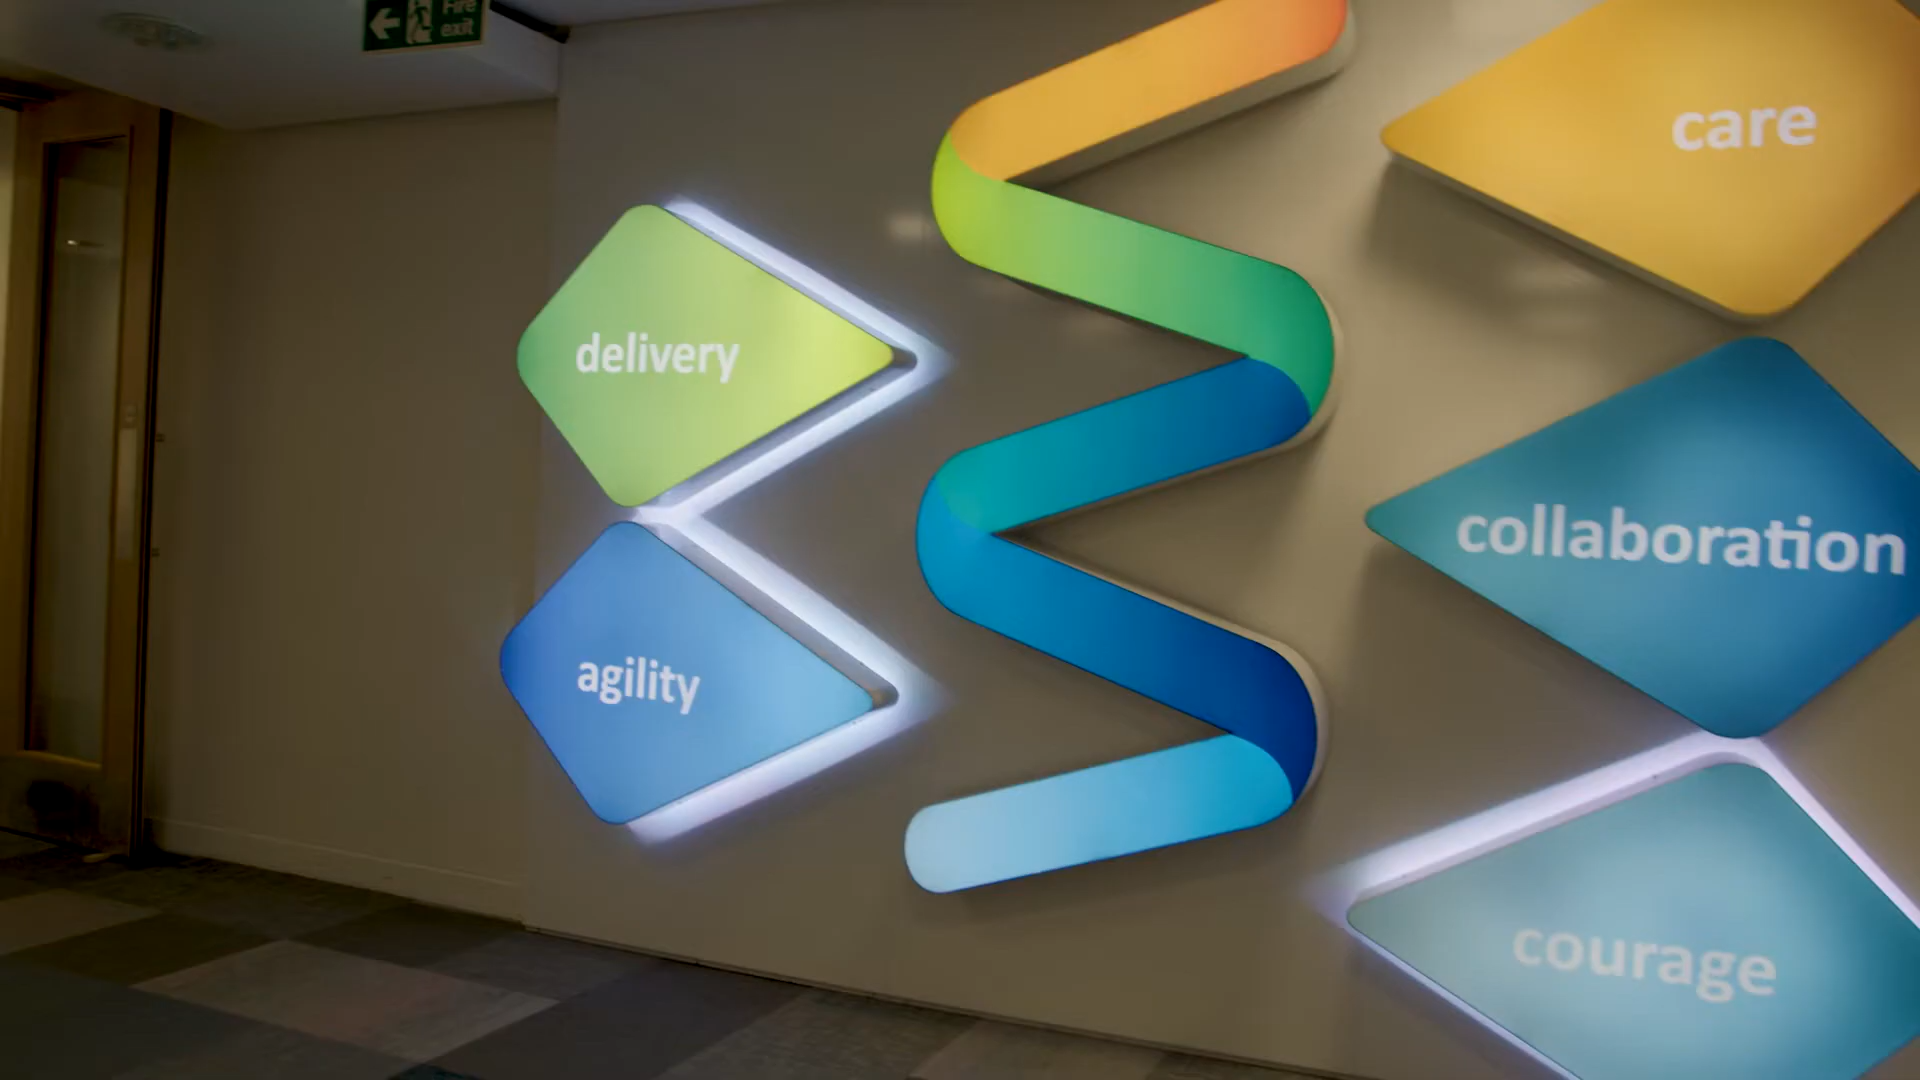 Fire
exit
care
delivery
collaboration
agility
courage